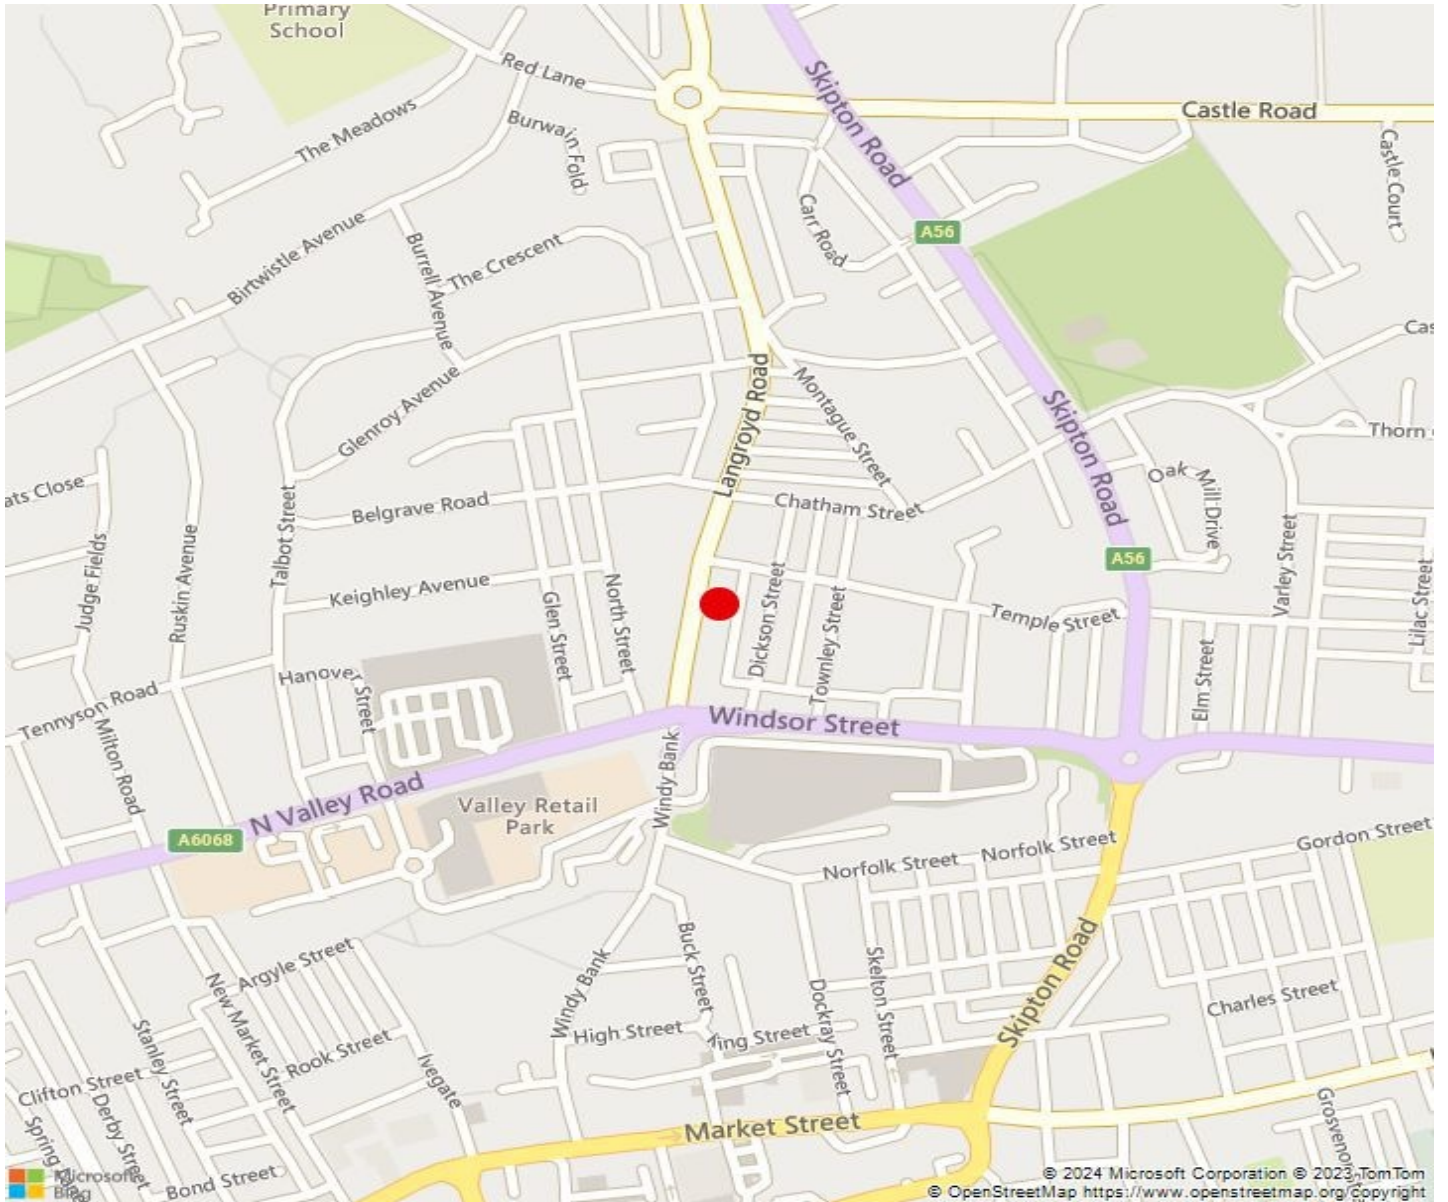 Primary
School
Red Lane
Skipton Road
Castle Road
The Meadows
Burwain Fold
Castle Court
Carr Road
A56
Birtwistle Avenue
Burrell Avenue
The Crescent
Cas
Langroyd Road
Montague Street
Skipton Road
Glenroy Avenue
Thorn
Oak Mill Drive
ats Close
Belgrave Road
Chatham Street
Talbot Street
Judge Fields
Ruskin Avenue
A56
Varley Street
Lilac Street
Keighley Avenue
Glen Street
North Street
Dickson Street
Townley Street
Temple Street
Elm Street
Hanover Street
Tennyson Road
Milton Road
Windsor Street
N Valley Road
A6068
Valley Retail
Park
Windy Bank
Norfolk Street
Norfolk Street
Gordon Street
Argyle Street
New Market Street
Buck Street
Windy Bank
Skelton Street
Dockray Street
Skipton Road
Charles Street
High Street
Stanley Street
Rook Street
Ivegate
Clifton Street
Derby Street
Spring
Market Street
Bond Street
Microsoft
Bing
© 2024 Microsoft Corporation © 2023 TomTom
© OpenStreetMap https://www.openstreetmap.org/copyright